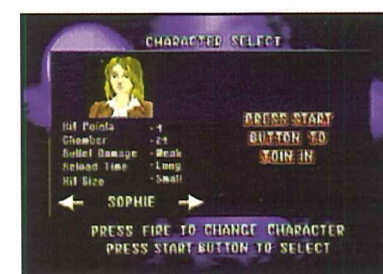 CHARACTER SELECT
Hit Points -4
Chamber -24
Bullet Damage -Weak
Reload Time -Long
Hit Size -Small
PRESS START
BUTTON TO
JOIN IN
SOPHIE
PRESS FIRE TO CHANGE CHARACTER
PRESS START BUTTON TO SELECT